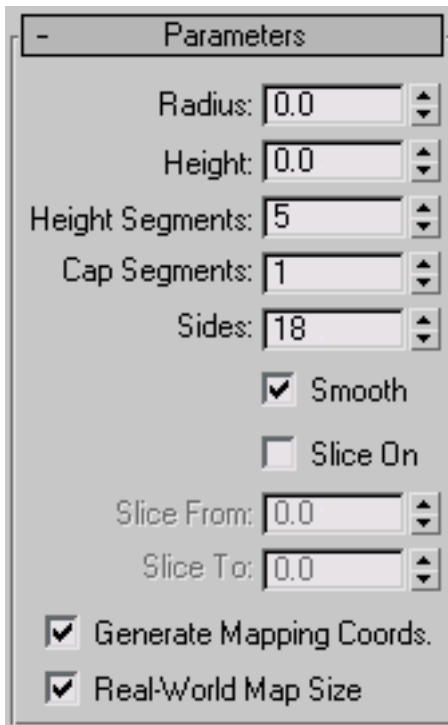 - Parameters
Radius: 0.0
Height: 0.0
Height Segments: 5
Cap Segments: 1
Sides: 18
Smooth
Slice On
Slice From: 0.0
Slice To: 0.0
Generate Mapping Coords.
Real-World Map Size